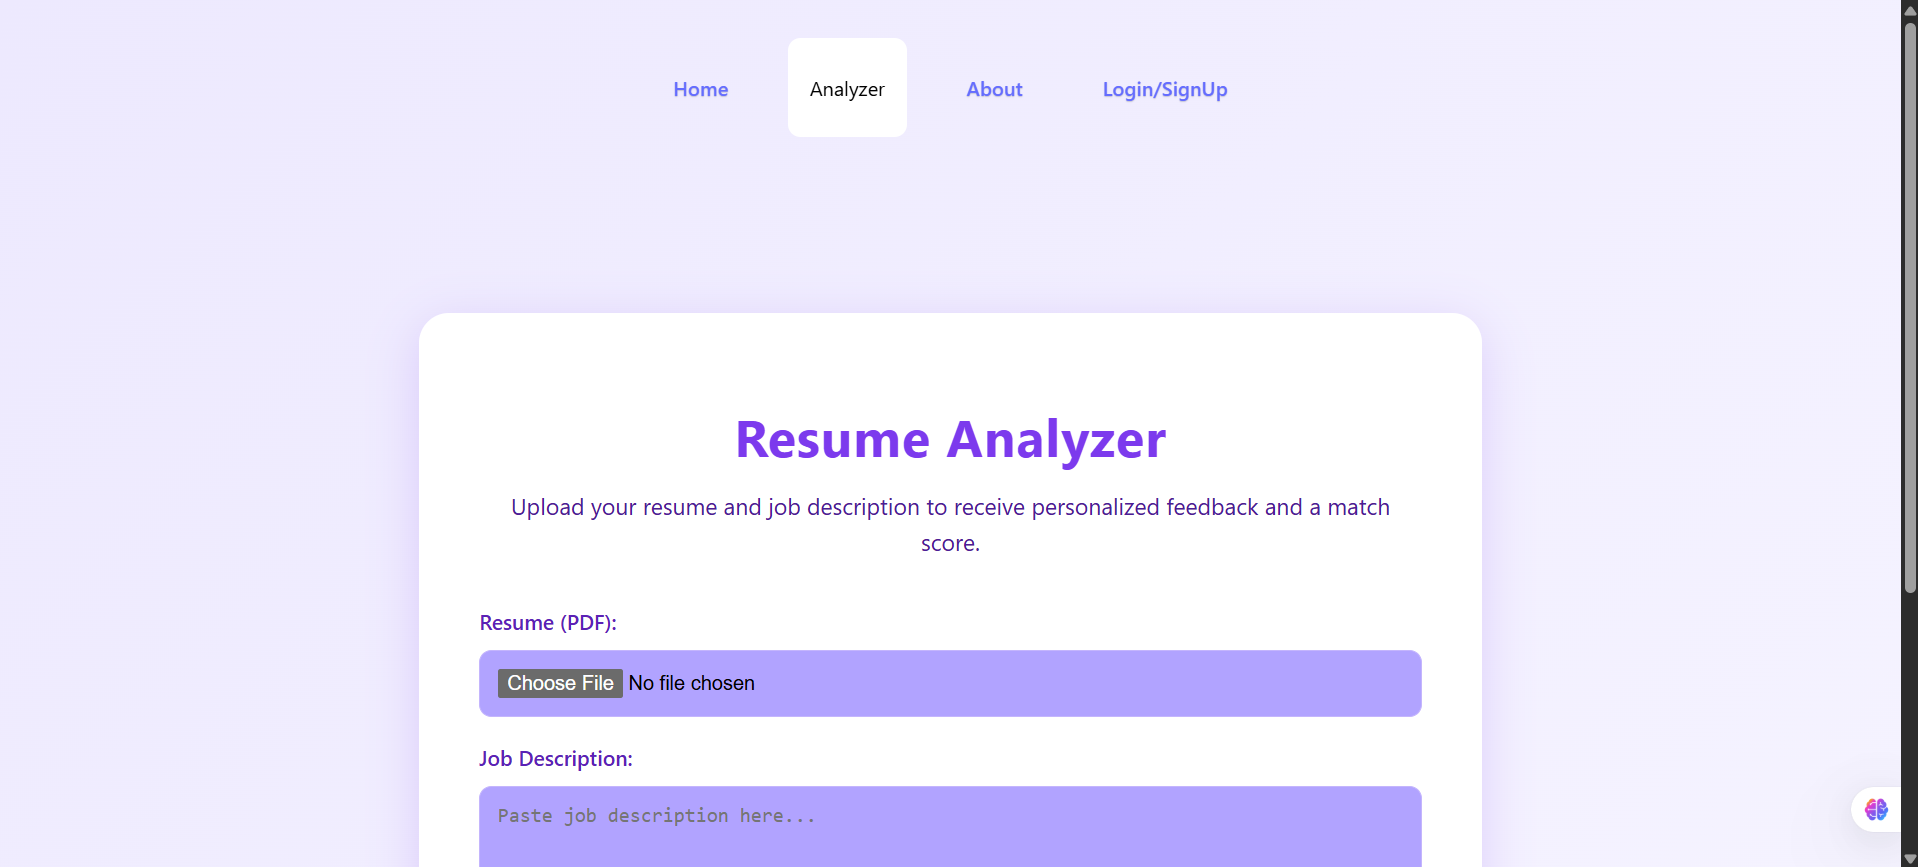 Home
Analyzer
About
Login/SignUp
Resume Analyzer
Upload your resume and job description to receive personalized feedback and a match
score.
Resume (PDF):
Choose File No file chosen
Job Description:
Paste job description here...